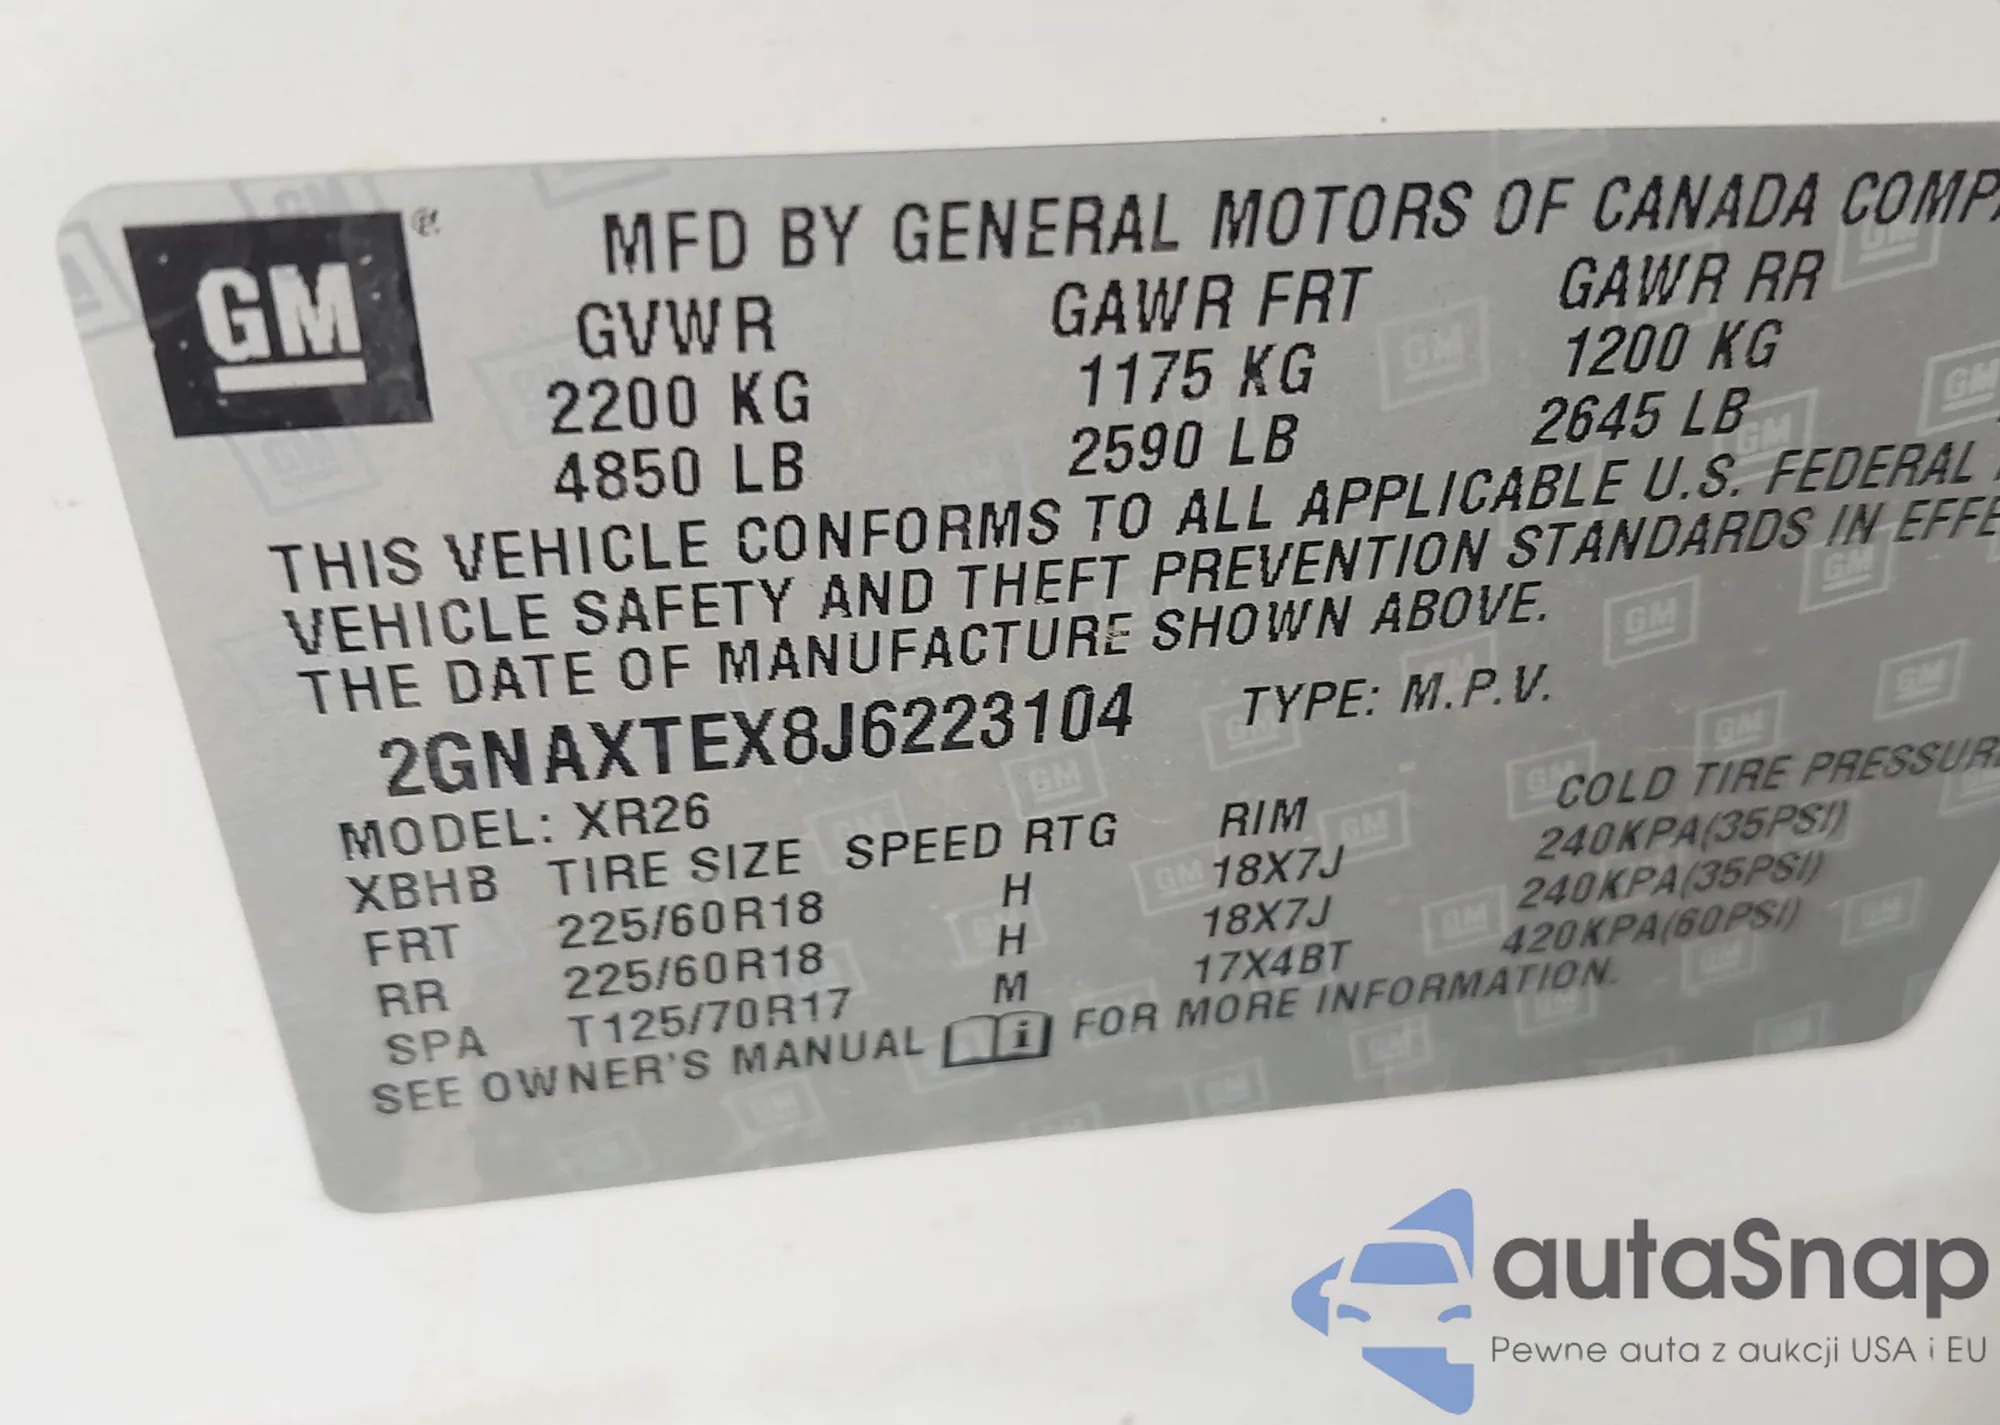 GM
MFD BY GENERAL MOTORS OF CANADA COMPA
GVWR GAWR FRT GAWR RR
2200 KG 1175 KG 1200 KG
4850 LB 2590 LB 2645 LB
THIS VEHICLE CONFORMS TO ALL APPLICABLE U.S. FEDERAL
VEHICLE SAFETY AND THEFT PREVENTION STANDARDS IN EFFE
THE DATE OF MANUFACTURE SHOWN ABOVE.
2GNAXTEX8J6223104 TYPE: M.P.V.
MODEL: XR26
XBHB TIRE SIZE SPEED RTG RIM COLD TIRE PRESSURE
FRT 225/60R18 H 18X7J 240KPA(35PSI)
RR 225/60R18 H 18X7J 240KPA(35PSI)
SPA T125/70R17 M 17X4BT 420KPA(60PSI)
SEE OWNER'S MANUAL i FOR MORE INFORMATION.
autaSnap
Pewne auta z aukcji USA i EU